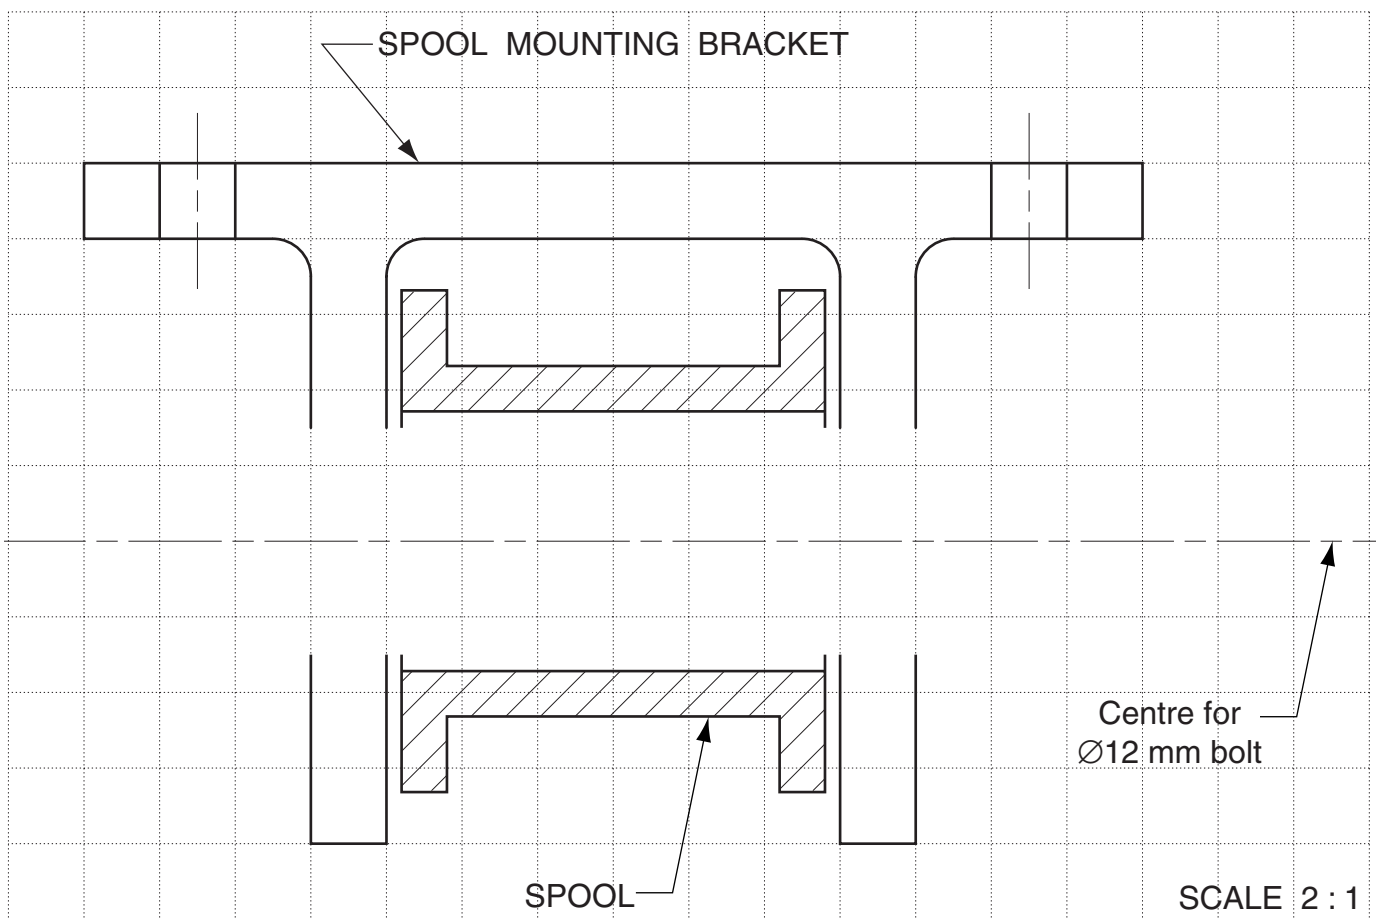 SPOOL MOUNTING BRACKET
Centre for
∅12 mm bolt
SPOOL
SCALE 2 : 1